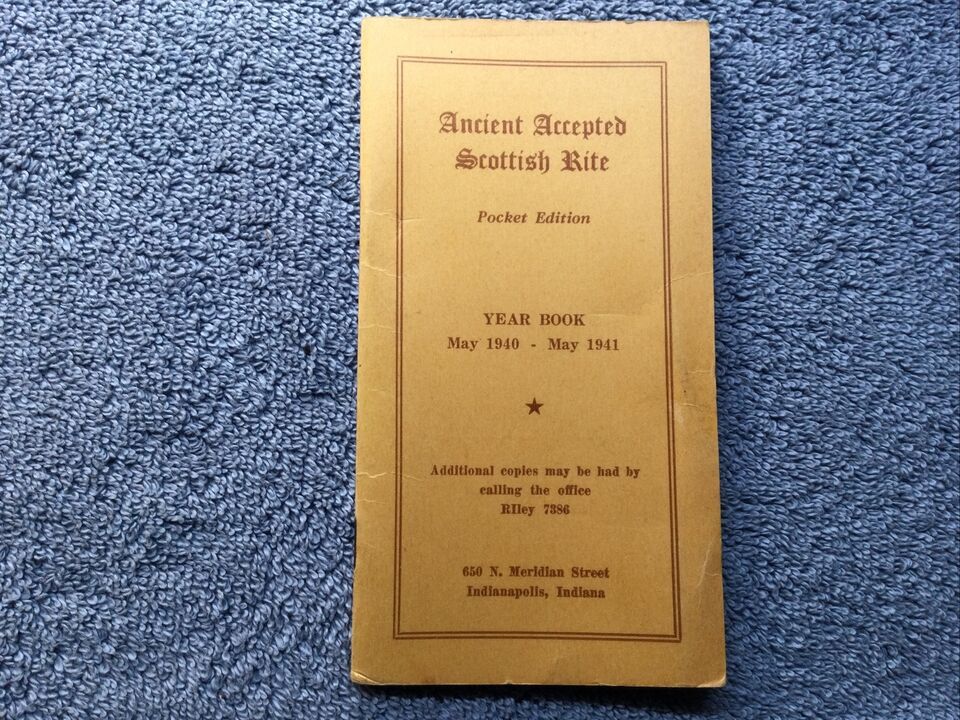 Ancient Accepted
Scottish Rite
Pocket Edition
YEAR BOOK
May 1940 - May 1941
Additional copies may be had by
calling the office
RIley 7386
650 N. Meridian Street
Indianapolis, Indiana